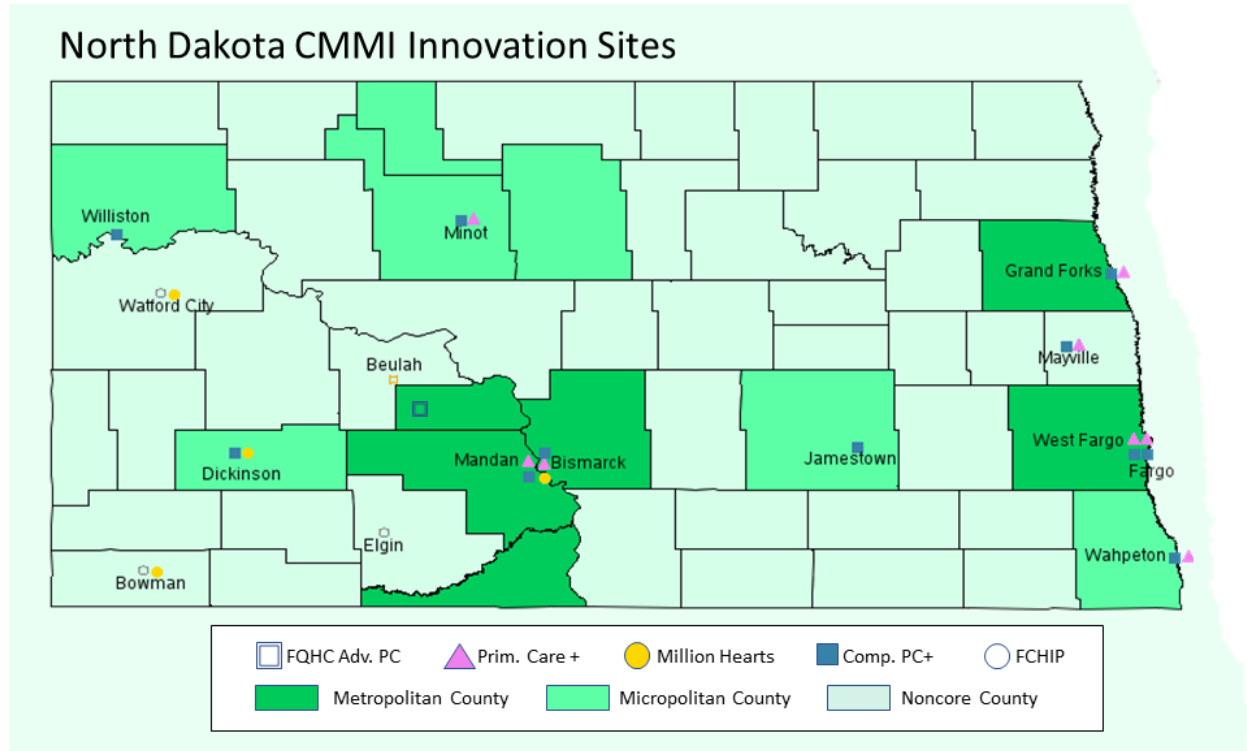 North Dakota CMMI Innovation Sites
Williston
Minot
Grand Forks
Watford City
Mayville
Beulah
West Fargo
Mandan
Bismarck
Jamestown
Fargo
Dickinson
Elgin
Wahpeton
Bowman
FQHC Adv. PC
Prim. Care +
Million Hearts
Comp. PC+
FCHIP
Metropolitan County
Micropolitan County
Noncore County